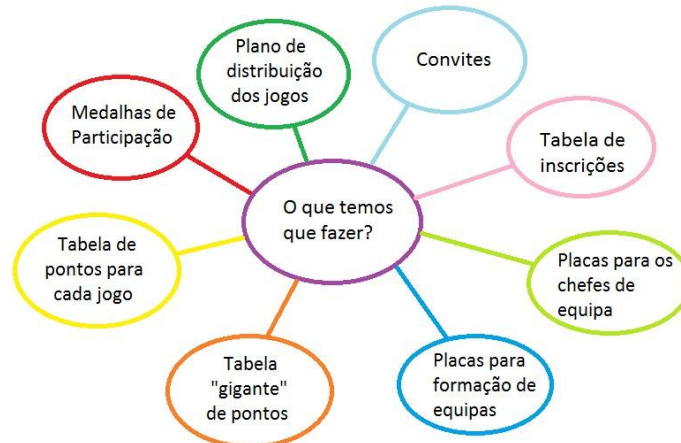 O que temos
que fazer?
Plano de
distribuição
dos jogos
Convites
Tabela de
inscrições
Placas para os
chefes de
equipa
Placas para
formação de
equipas
Tabela
"gigante"
de pontos
Tabela de
pontos para
cada jogo
Medalhas de
Participação